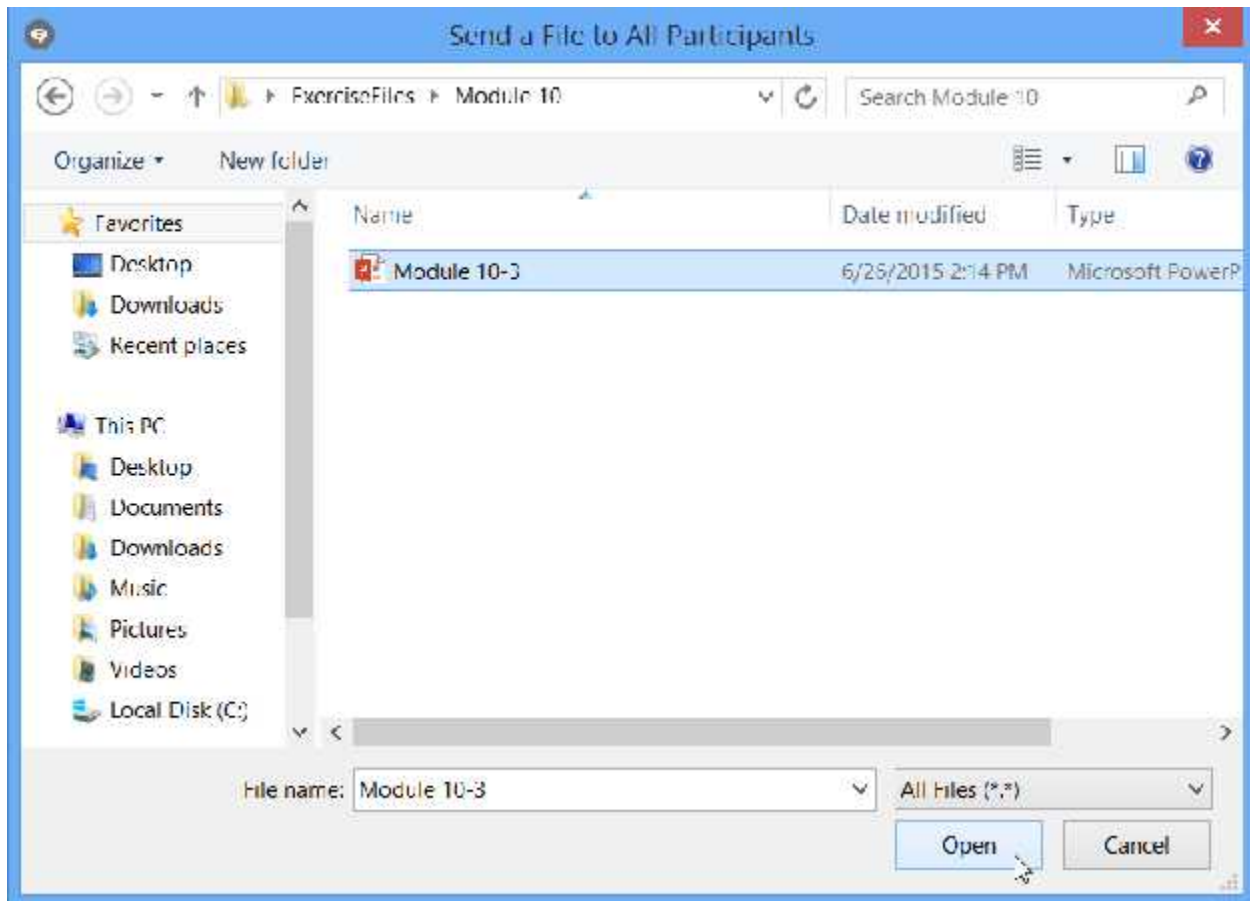 Send a File to All Participants
ExerciseFiles Module 10 Search Module 10
Organize New folder
Name Date modified Type
Module 10-3 6/26/2015 2:14 PM Microsoft PowerP
Favorites
Desktop
Downloads
Recent places
This PC
Desktop
Documents
Downloads
Music
Pictures
Videos
Local Disk (C:)
File name: Module 10-3 All Files (*.*)
Open Cancel